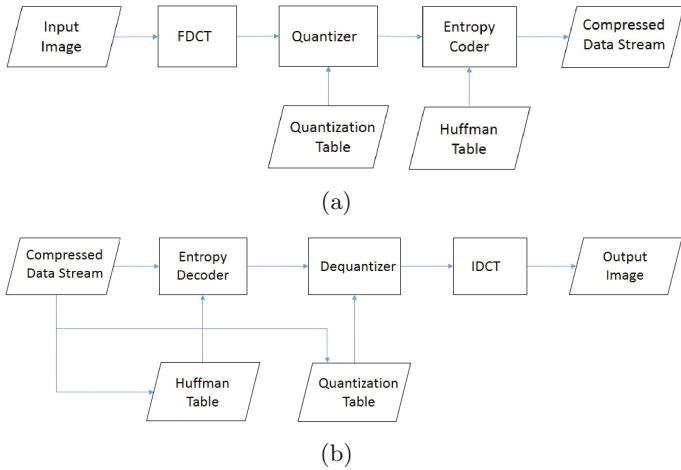 Input
Image
FDCT
Quantizer
Entropy
Coder
Compressed
Data Stream
Quantization
Table
Huffman
Table
(a)
Compressed
Data Stream
Entropy
Decoder
Dequantizer
IDCT
Output
Image
Huffman
Table
Quantization
Table
(b)